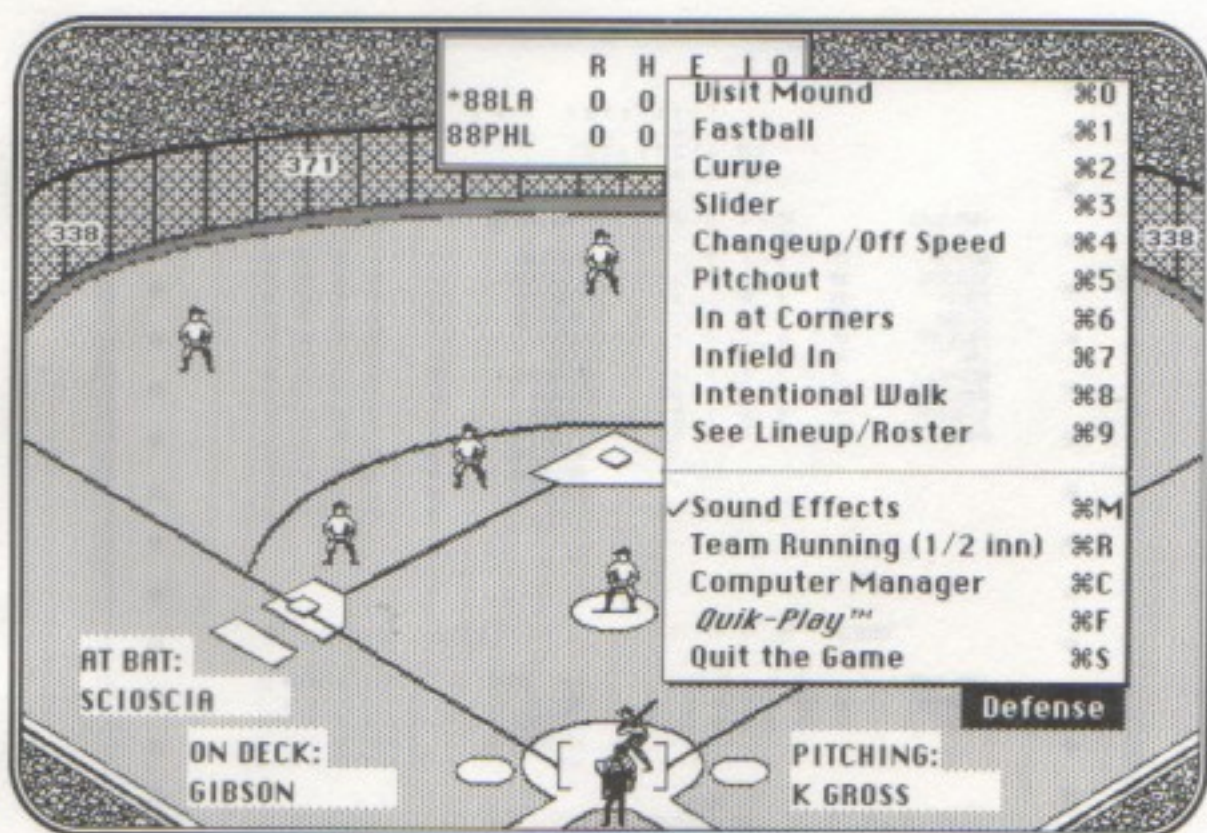 R H E I O
*88LA 0 0
88PHL 0 0
371
338
338
Visit Mound ⌘0
Fastball ⌘1
Curve ⌘2
Slider ⌘3
Changeup/Off Speed ⌘4
Pitchout ⌘5
In at Corners ⌘6
Infield In ⌘7
Intentional Walk ⌘8
See Lineup/Roster ⌘9
✓Sound Effects ⌘M
Team Running (1/2 inn) ⌘R
Computer Manager ⌘C
Quik-Play™ ⌘F
Quit the Game ⌘S
Defense
AT BAT:
SCIOSCIA
ON DECK:
GIBSON
PITCHING:
K GROSS